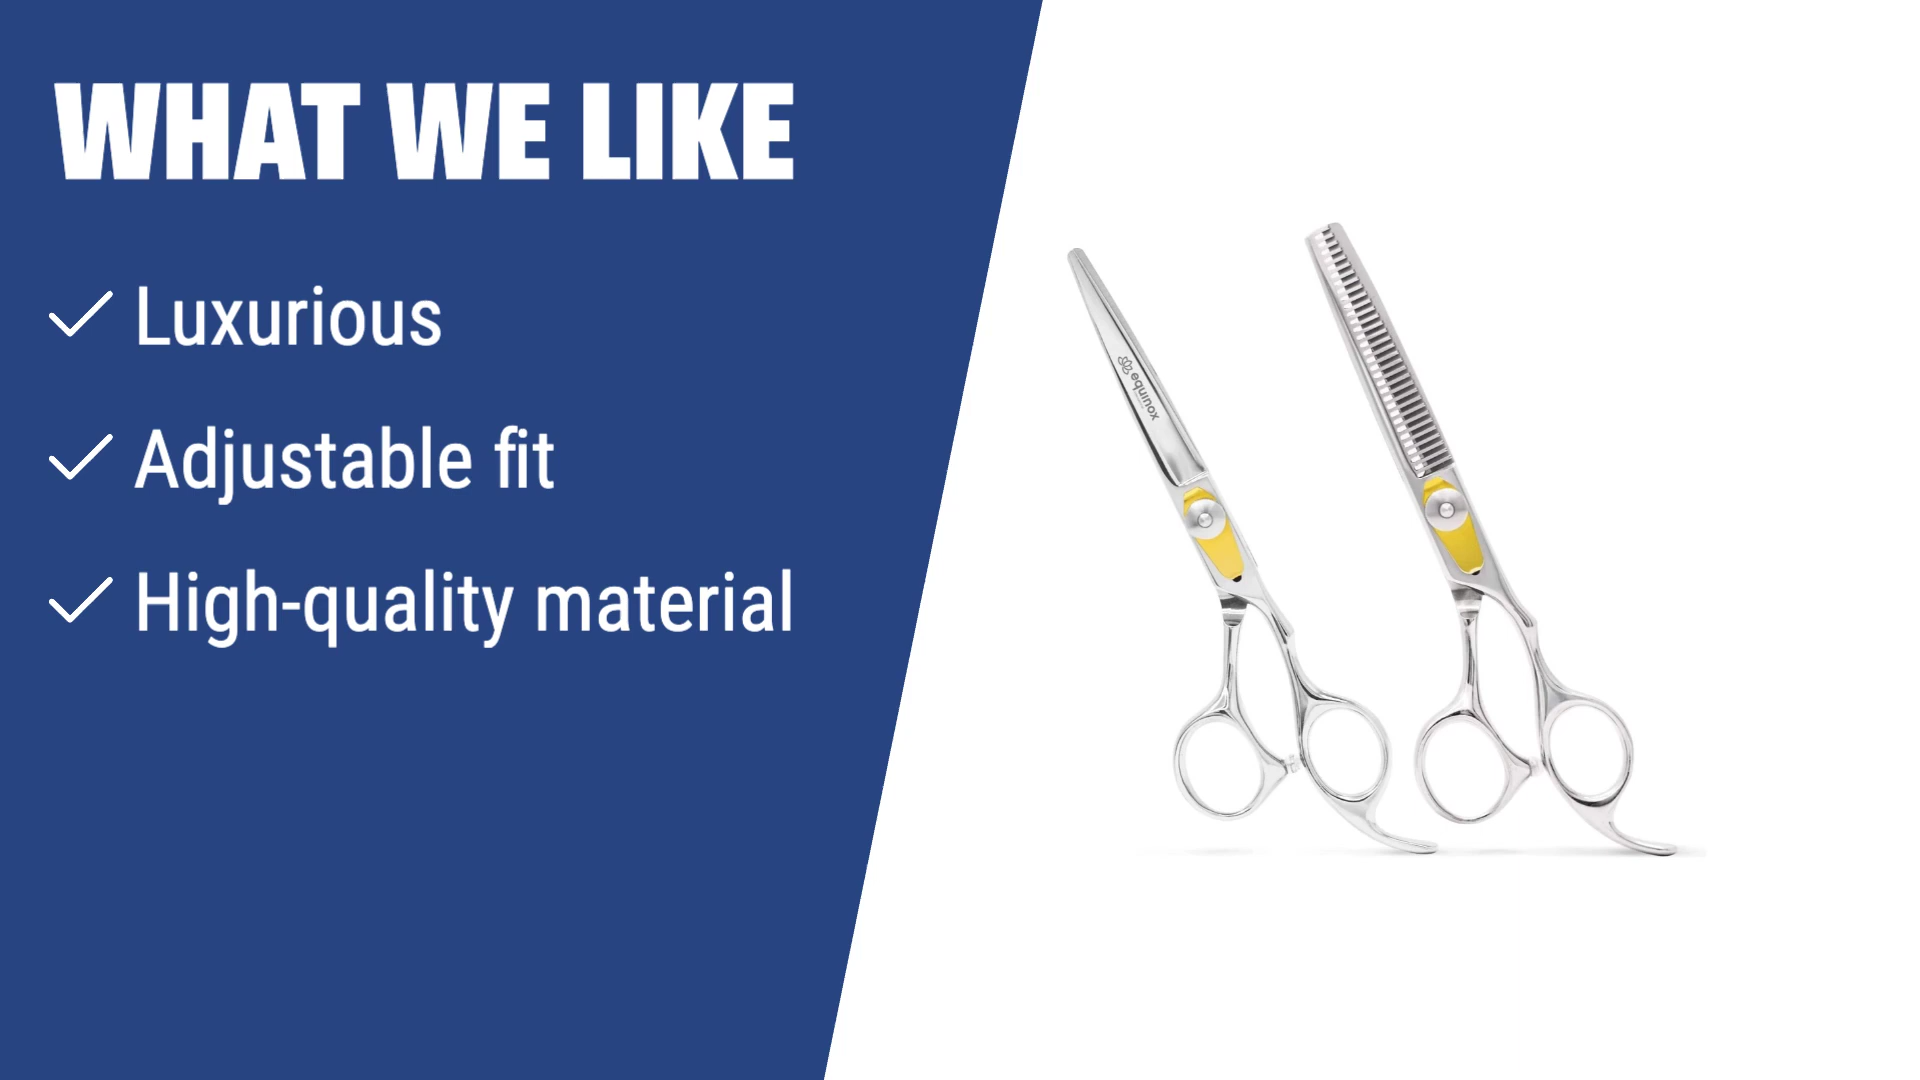 WHAT WE LIKE
Luxurious
Adjustable fit
High-quality material
equinox